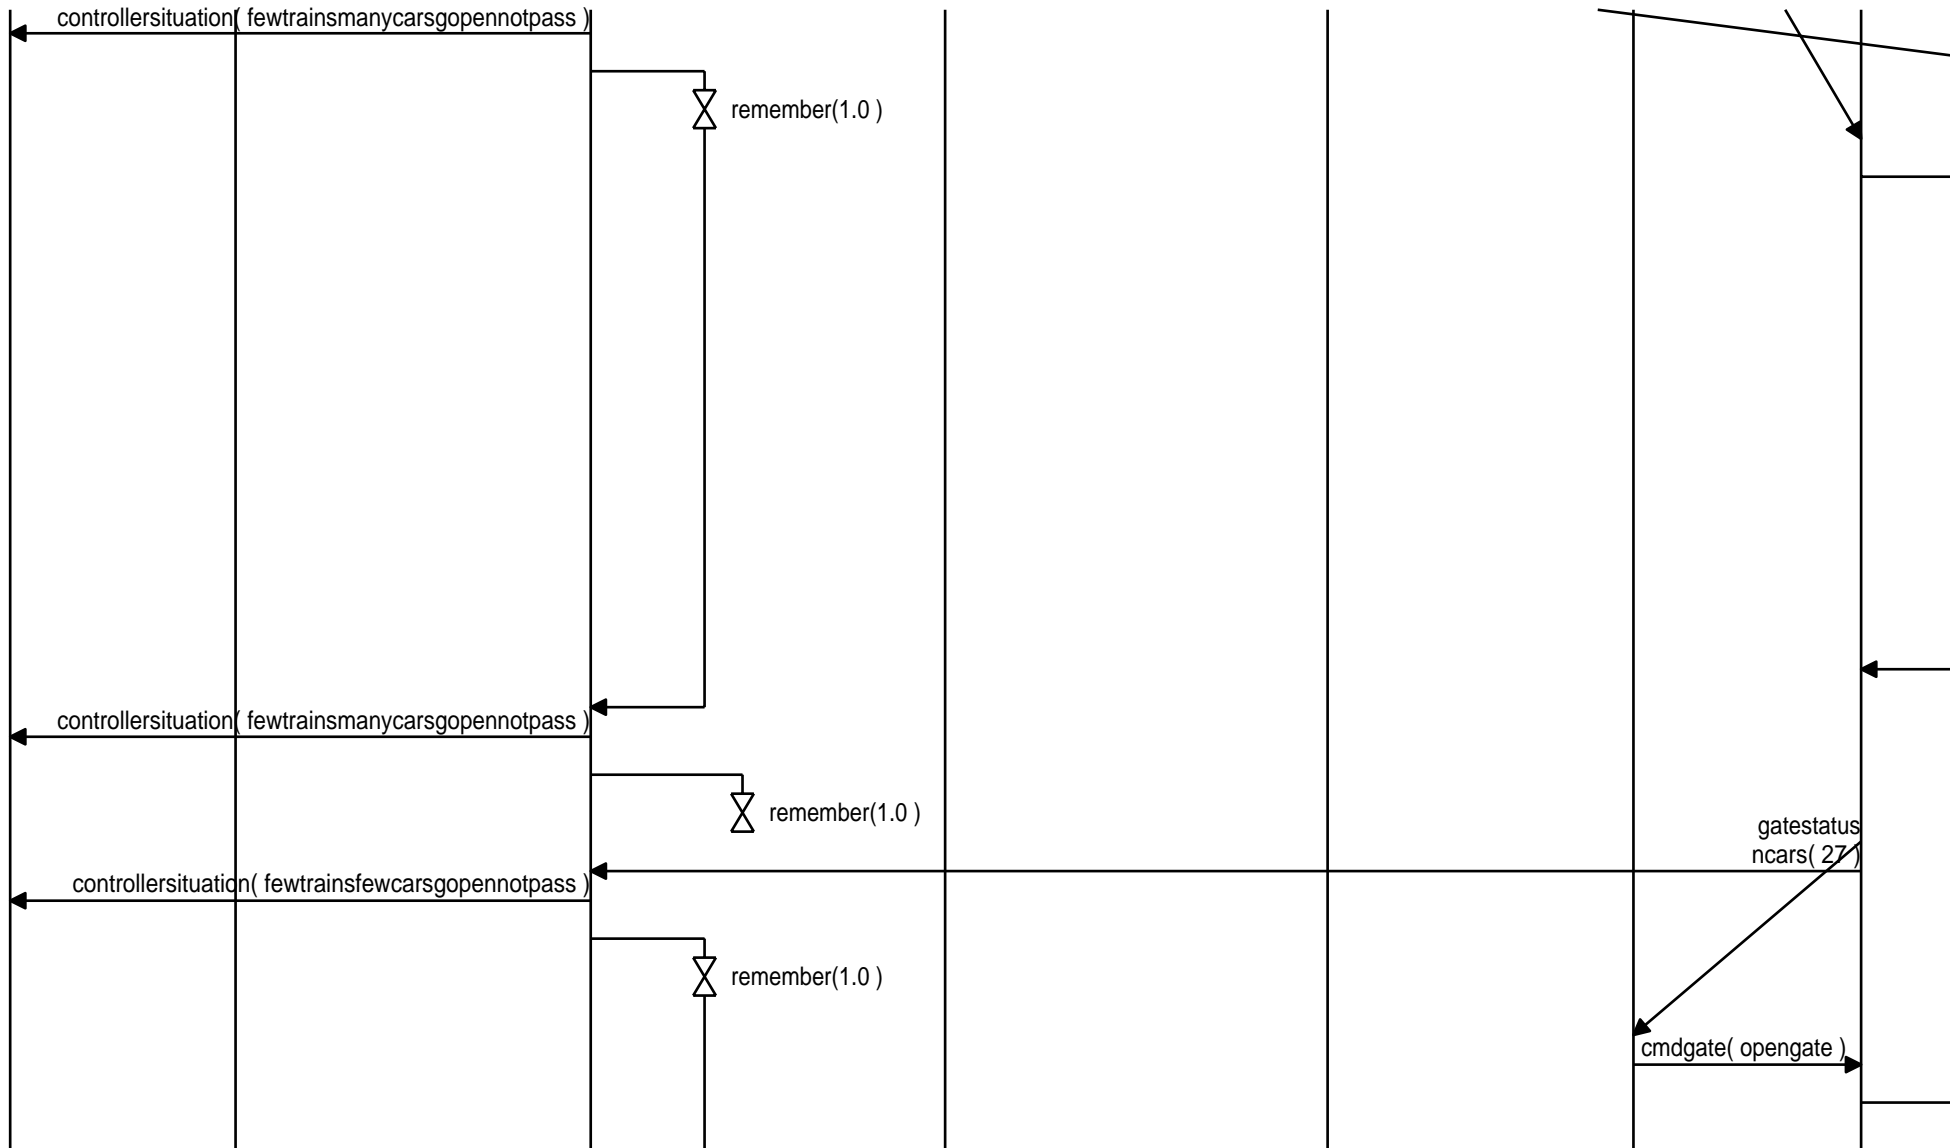 controllersituation( fewtrainsmanycarsgopennotpass )
remember(1.0 )
controllersituation( fewtrainsmanycarsgopennotpass )
remember(1.0 )
gatestatus
ncars( 27 )
controllersituation( fewtrainsfewcarsgopennotpass )
remember(1.0 )
cmdgate( opengate )